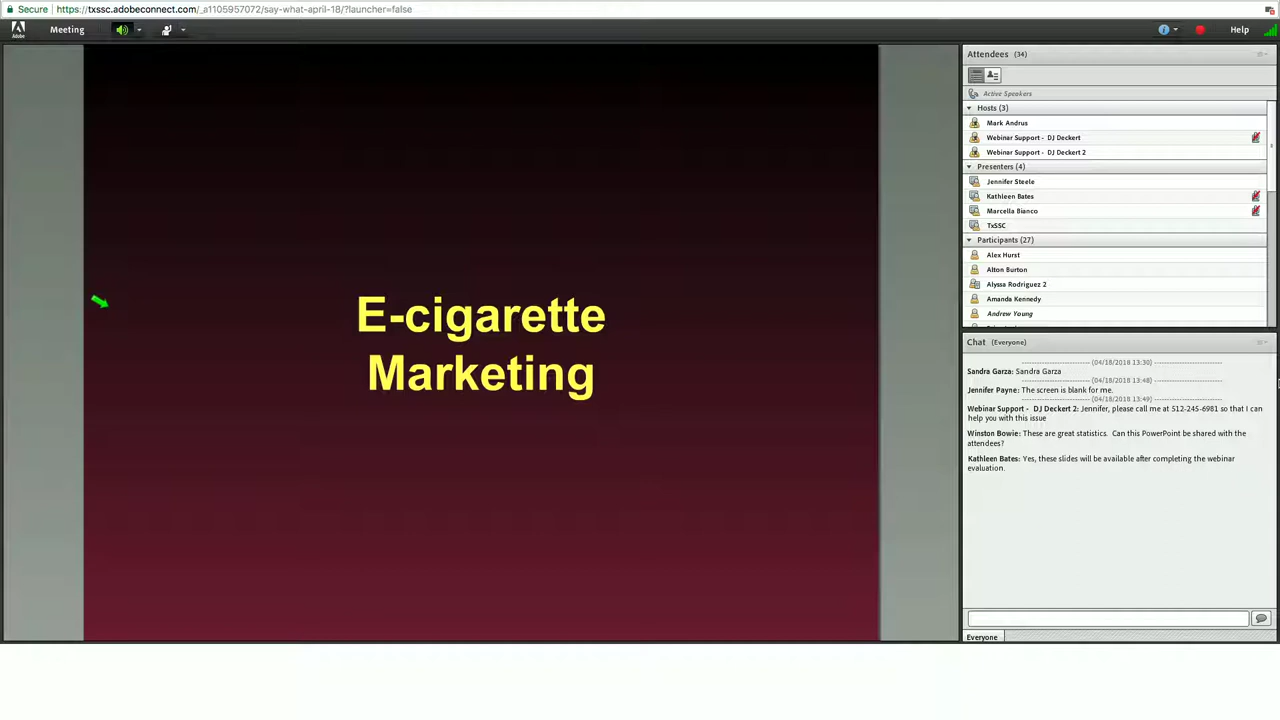 Secure https://txssc.adobeconnect.com/_a1105957072/say-what-april-18/?launcher=false
Adobe Meeting Help
E-cigarette
Marketing
Attendees (34)
Active Speakers
Hosts (3)
Mark Andrus
Webinar Support - DJ Deckert
Webinar Support - DJ Deckert 2
Presenters (4)
Jennifer Steele
Kathleen Bates
Marcella Bianco
TxSSC
Participants (27)
Alex Hurst
Alton Burton
Alyssa Rodriguez 2
Amanda Kennedy
Andrew Young
Chat (Everyone)
------------------------- (04/18/2018 13:30) -------------------------
Sandra Garza: Sandra Garza
------------------------- (04/18/2018 13:48) -------------------------
Jennifer Payne: The screen is blank for me.
------------------------- (04/18/2018 13:49) -------------------------
Webinar Support - DJ Deckert 2: Jennifer, please call me at 512-245-6981 so that I can
help you with this issue
Winston Bowie: These are great statistics. Can this PowerPoint be shared with the
attendees?
Kathleen Bates: Yes, these slides will be available after completing the webinar
evaluation.
Everyone